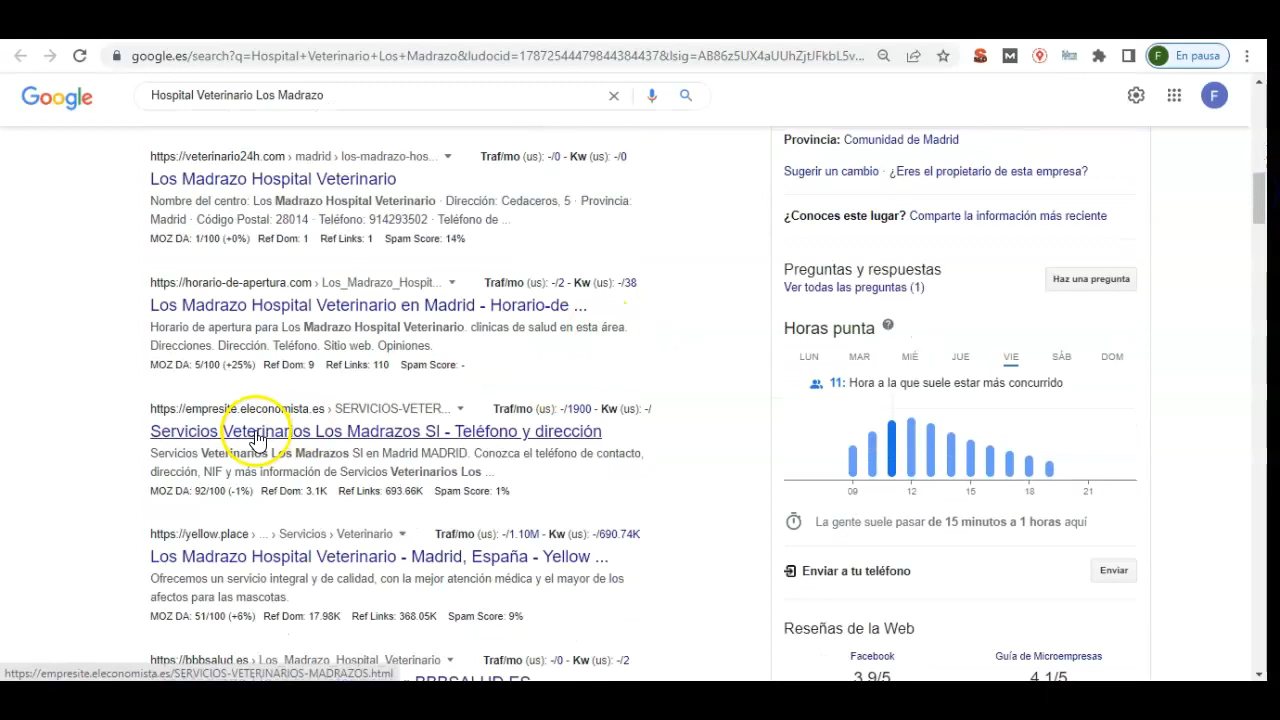 google.es/search?q=Hospital+Veterinario+Los+Madrazo&ludocid=17872544479844384437&lsig=AB86z5UX4aUUhZjtJFkbL5v...
En pausa
Google
Hospital Veterinario Los Madrazo
F
F
https://veterinario24h.com › madrid › los-madrazo-hos...
Traf/mo (us): -/0 - Kw (us): -/0
Los Madrazo Hospital Veterinario
Nombre del centro: Los Madrazo Hospital Veterinario · Dirección: Cedaceros, 5 · Provincia:
Madrid · Código Postal: 28014 · Teléfono: 914293502 · Teléfono de ...
MOZ DA: 1/100 (+0%) Ref Dom: 1 Ref Links: 1 Spam Score: 14%
https://horario-de-apertura.com › Los_Madrazo_Hospit...
Traf/mo (us): -/2 - Kw (us): -/38
Los Madrazo Hospital Veterinario en Madrid - Horario-de ...
Horario de apertura para Los Madrazo Hospital Veterinario. clinicas de salud en esta área.
Direcciones. Dirección. Teléfono. Sitio web. Opiniones.
MOZ DA: 5/100 (+25%) Ref Dom: 9 Ref Links: 110 Spam Score: -
https://empresite.eleconomista.es › SERVICIOS-VETER...
Traf/mo (us): -/1900 - Kw (us): -/
Servicios Veterinarios Los Madrazos Sl - Teléfono y dirección
Servicios Veterinarios Los Madrazos Sl en Madrid MADRID. Conozca el teléfono de contacto,
dirección, NIF y más información de Servicios Veterinarios Los ...
MOZ DA: 92/100 (-1%) Ref Dom: 3.1K Ref Links: 693.66K Spam Score: 1%
https://yellow.place › ... › Servicios › Veterinario
Traf/mo (us): -/1.10M - Kw (us): -/690.74K
Los Madrazo Hospital Veterinario - Madrid, España - Yellow ...
Ofrecemos un servicio integral y de calidad, con la mejor atención médica y el mayor de los
afectos para las mascotas.
MOZ DA: 51/100 (+6%) Ref Dom: 17.98K Ref Links: 368.05K Spam Score: 9%
https://bbbsalud.es › Los_Madrazo_Hospital_Veterinario
Traf/mo (us): -/0 - Kw (us): -/2
BBBSALUD.ES
https://empresite.eleconomista.es/SERVICIOS-VETERINARIOS-MADRAZOS.html
Provincia: Comunidad de Madrid
Sugerir un cambio · ¿Eres el propietario de esta empresa?
¿Conoces este lugar? Comparte la información más reciente
Preguntas y respuestas
Ver todas las preguntas (1)
Haz una pregunta
Horas punta
LUN MAR MIÉ JUE VIE SÁB DOM
11: Hora a la que suele estar más concurrido
09 12 15 18 21
La gente suele pasar de 15 minutos a 1 horas aquí
Enviar a tu teléfono
Enviar
Reseñas de la Web
Facebook
Guía de Microempresas
3,9/5
4,1/5